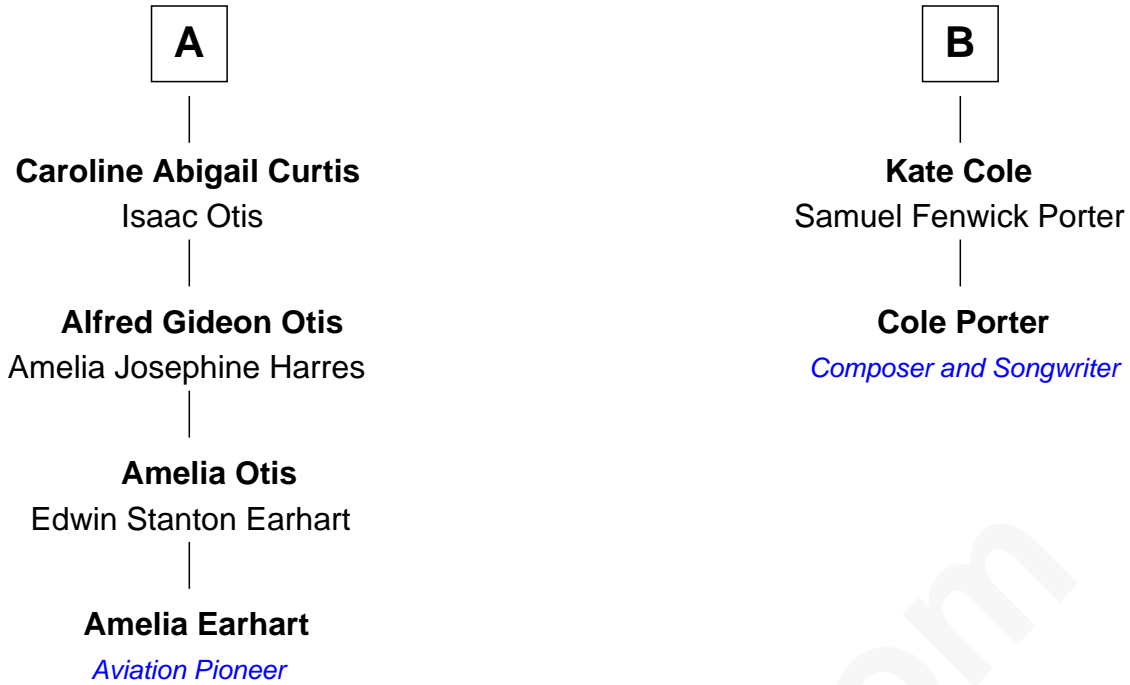 A
Caroline Abigail Curtis
Isaac Otis
Alfred Gideon Otis
Amelia Josephine Harres
Amelia Otis
Edwin Stanton Earhart
Amelia Earhart
Aviation Pioneer
B
Kate Cole
Samuel Fenwick Porter
Cole Porter
Composer and Songwriter
om